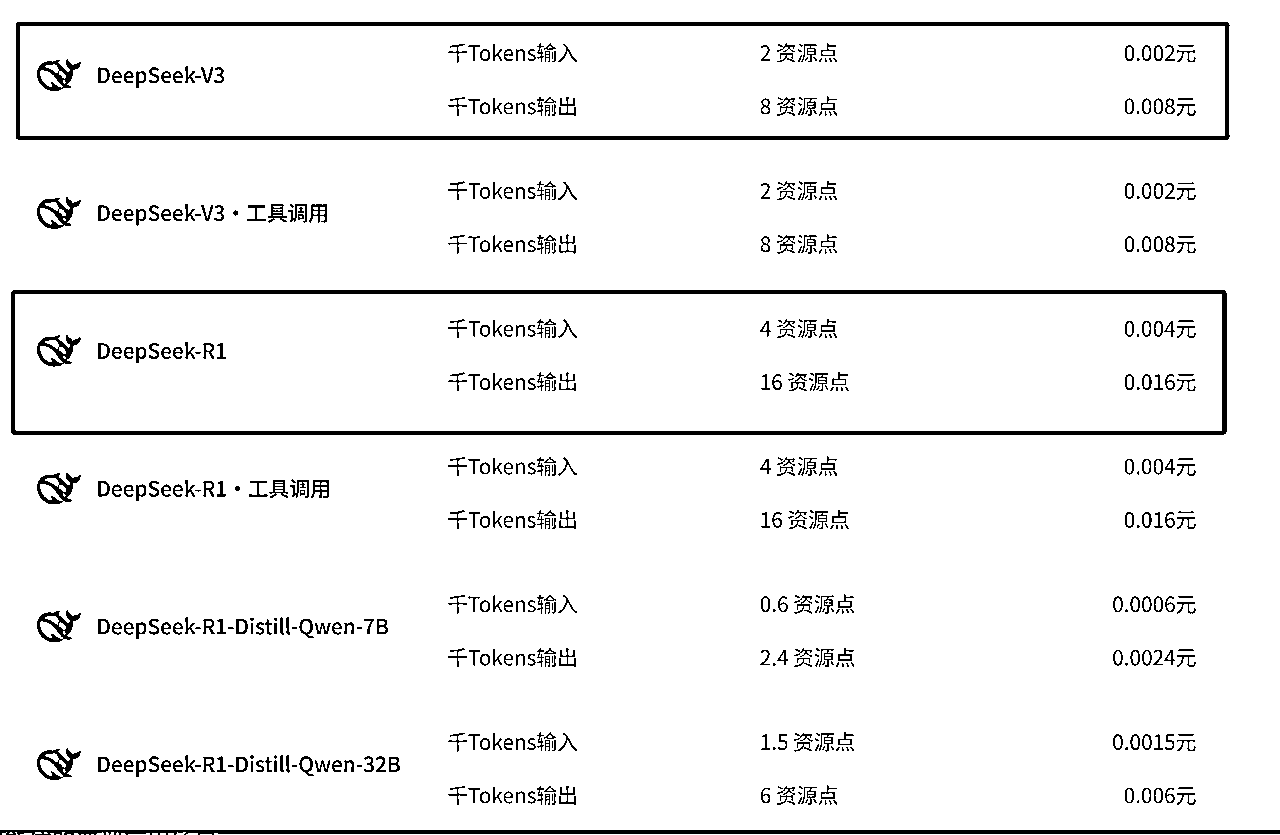 千Tokens输入 2 资源点 0.002元
DeepSeek-V3
千Tokens输出 8 资源点 0.008元
千Tokens输入 2 资源点 0.002元
DeepSeek-V3 · 工具调用
千Tokens输出 8 资源点 0.008元
千Tokens输入 4 资源点 0.004元
DeepSeek-R1
千Tokens输出 16 资源点 0.016元
千Tokens输入 4 资源点 0.004元
DeepSeek-R1 · 工具调用
千Tokens输出 16 资源点 0.016元
千Tokens输入 0.6 资源点 0.0006元
DeepSeek-R1-Distill-Qwen-7B
千Tokens输出 2.4 资源点 0.0024元
千Tokens输入 1.5 资源点 0.0015元
DeepSeek-R1-Distill-Qwen-32B
千Tokens输出 6 资源点 0.006元